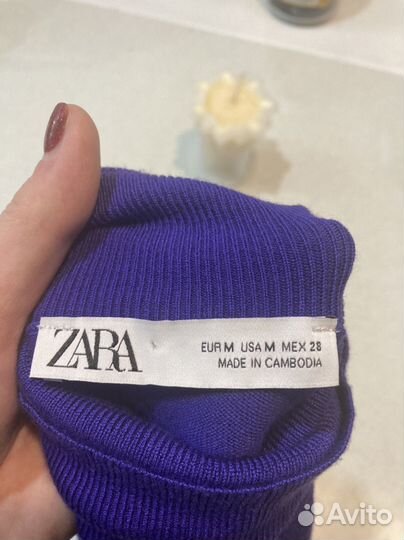 ZARA
EUR M USA M MEX 28
MADE IN CAMBODIA
Avito